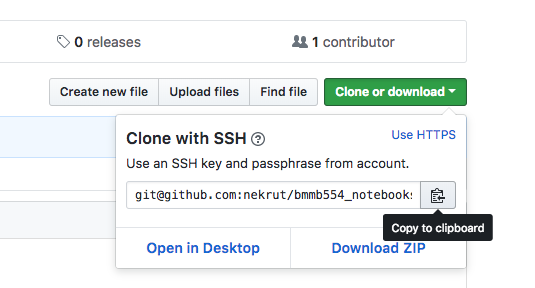 0 releases
1 contributor
Create new file
Upload files
Find file
Clone or download
Clone with SSH ?
Use HTTPS
Use an SSH key and passphrase from account.
git@github.com:nekrut/bmmb554_notebooks
Copy to clipboard
Open in Desktop
Download ZIP